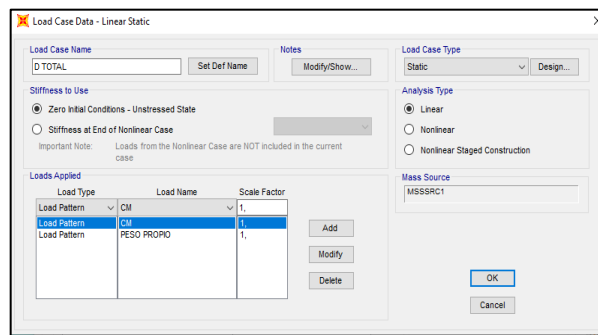 Load Case Data - Linear Static
Load Case Name
D TOTAL
Set Def Name
Notes
Modify/Show...
Load Case Type
Static
Design...
Stiffness to Use
Zero Initial Conditions - Unstressed State
Stiffness at End of Nonlinear Case
Important Note: Loads from the Nonlinear Case are NOT included in the current
case
Analysis Type
Linear
Nonlinear
Nonlinear Staged Construction
Loads Applied
Load Type Load Name Scale Factor
Load Pattern CM 1,
Load Pattern CM 1,
Load Pattern PESO PROPIO 1,
Add
Modify
Delete
Mass Source
MSSSRC1
OK
Cancel